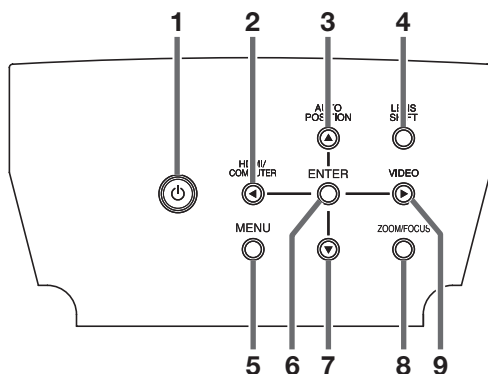 1 2 3 4
AUTO
POSITION
LENS
SHIFT
HDMI/
COMPUTER
ENTER
VIDEO
MENU
ZOOM/FOCUS
5 6 7 8 9